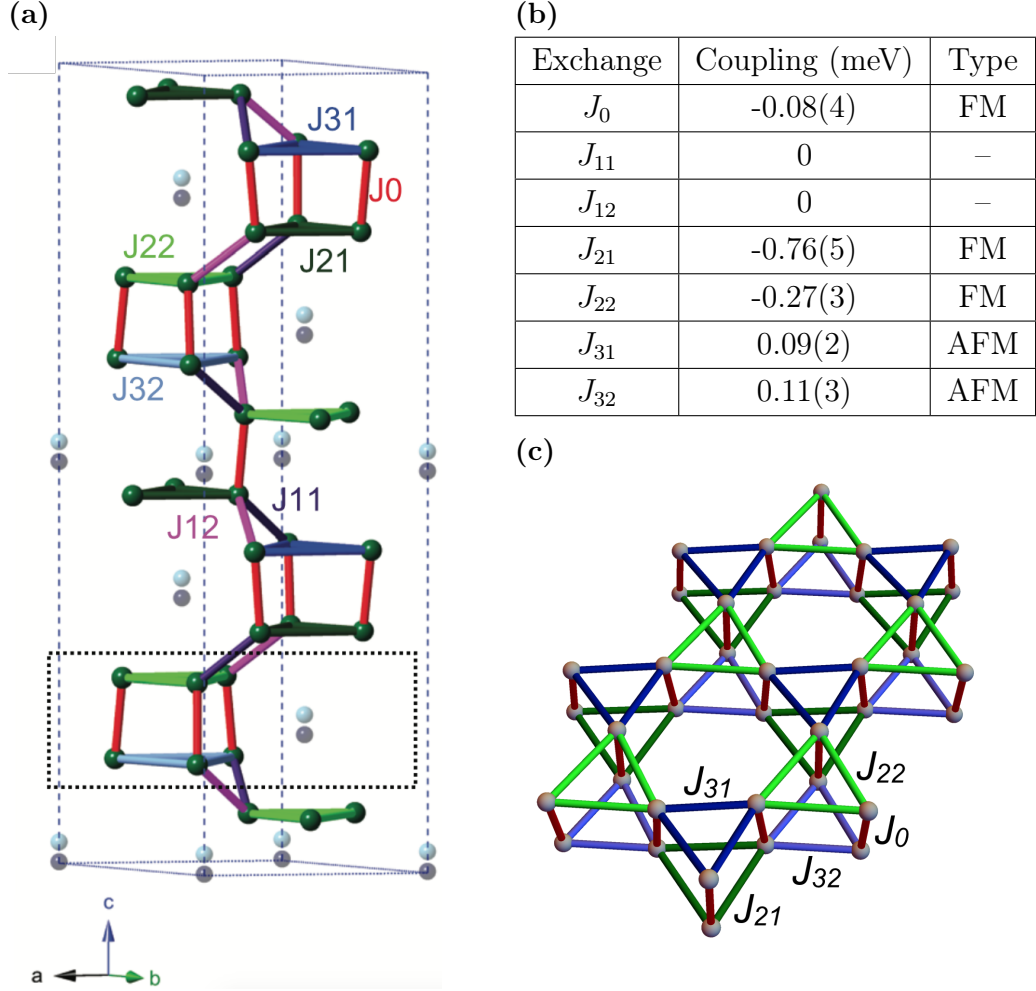 (a)
J31
J0
J22
J21
J32
J11
J12
c
a
b
(b)
Exchange Coupling (meV) Type
J₀ -0.08(4) FM
J₁₁ 0 –
J₁₂ 0 –
J₂₁ -0.76(5) FM
J₂₂ -0.27(3) FM
J₃₁ 0.09(2) AFM
J₃₂ 0.11(3) AFM
(c)
J₂₂
J₃₁
J₀
J₃₂
J₂₁